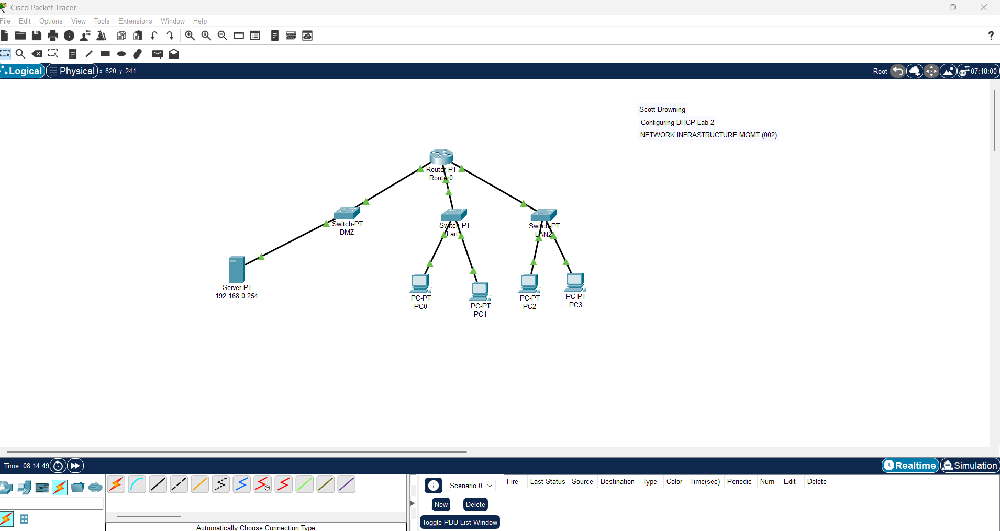 Cisco Packet Tracer
File Edit Options View Tools Extensions Window Help
?
Logical Physical x: 620, y: 241 Root 07:18:00
Scott Browning
Configuring DHCP Lab 2
NETWORK INFRASTRUCTURE MGMT (002)
Router-PT
Router0
Switch-PT
DMZ
Switch-PT
Lan1
Switch-PT
LAN2
Server-PT
192.168.0.254
PC-PT
PC0
PC-PT
PC1
PC-PT
PC2
PC-PT
PC3
Time: 08:14:49 Realtime Simulation
Scenario 0
New Delete
Toggle PDU List Window
Fire Last Status Source Destination Type Color Time(sec) Periodic Num Edit Delete
Automatically Choose Connection Type